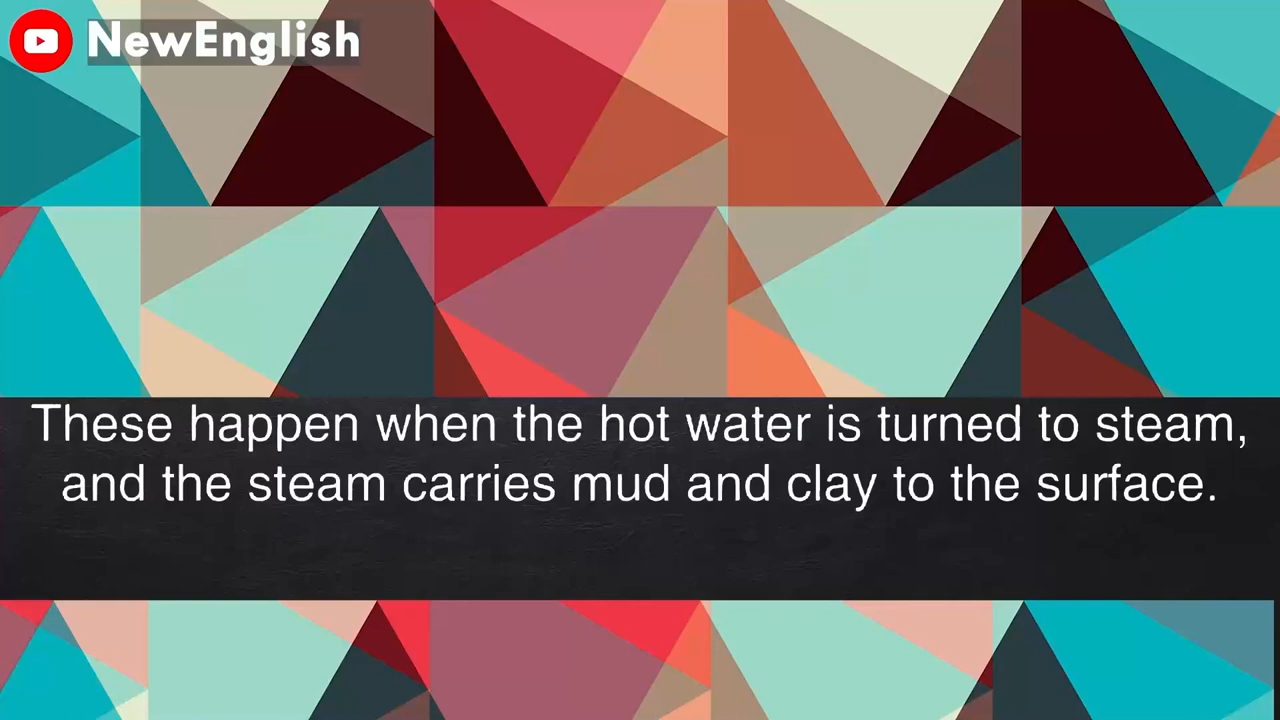 NewEnglish
These happen when the hot water is turned to steam,
and the steam carries mud and clay to the surface.